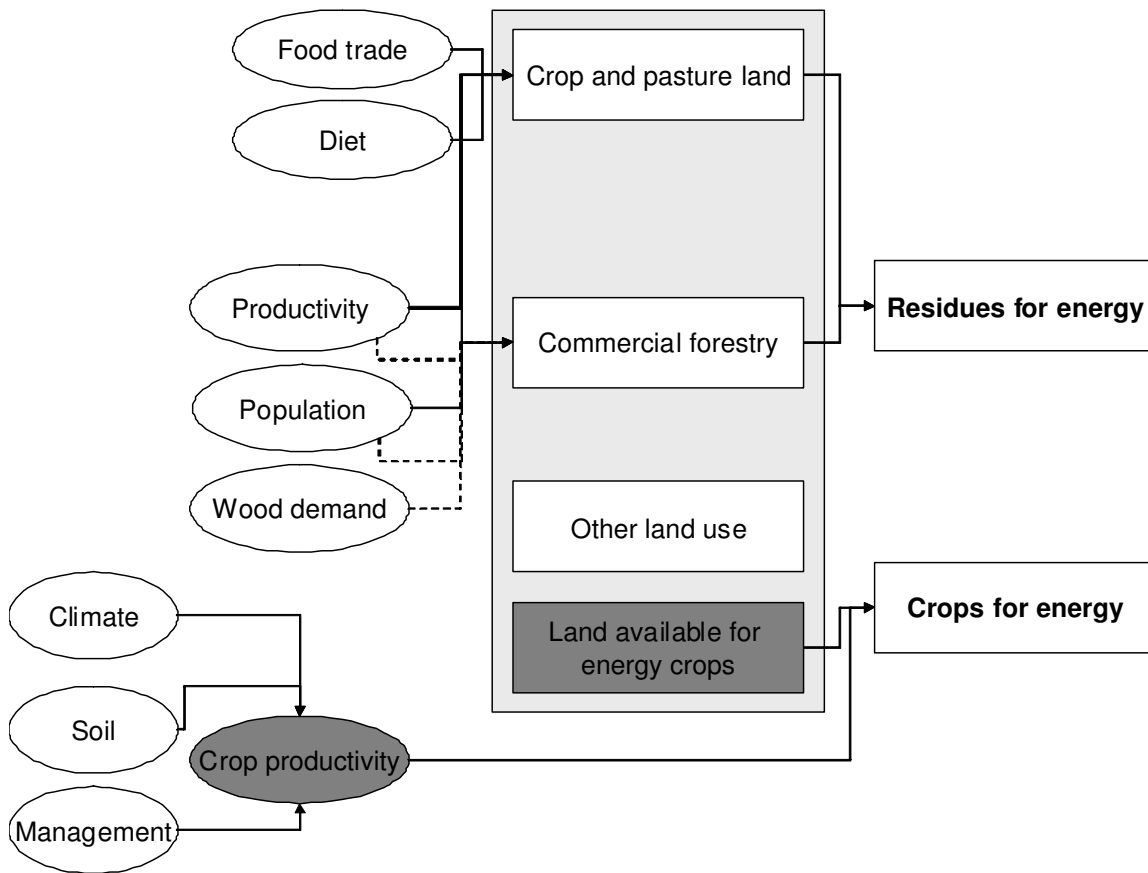 Food trade
Crop and pasture land
Diet
Productivity
Residues for energy
Commercial forestry
Population
Wood demand
Other land use
Climate
Crops for energy
Land available for
energy crops
Soil
Crop productivity
Management